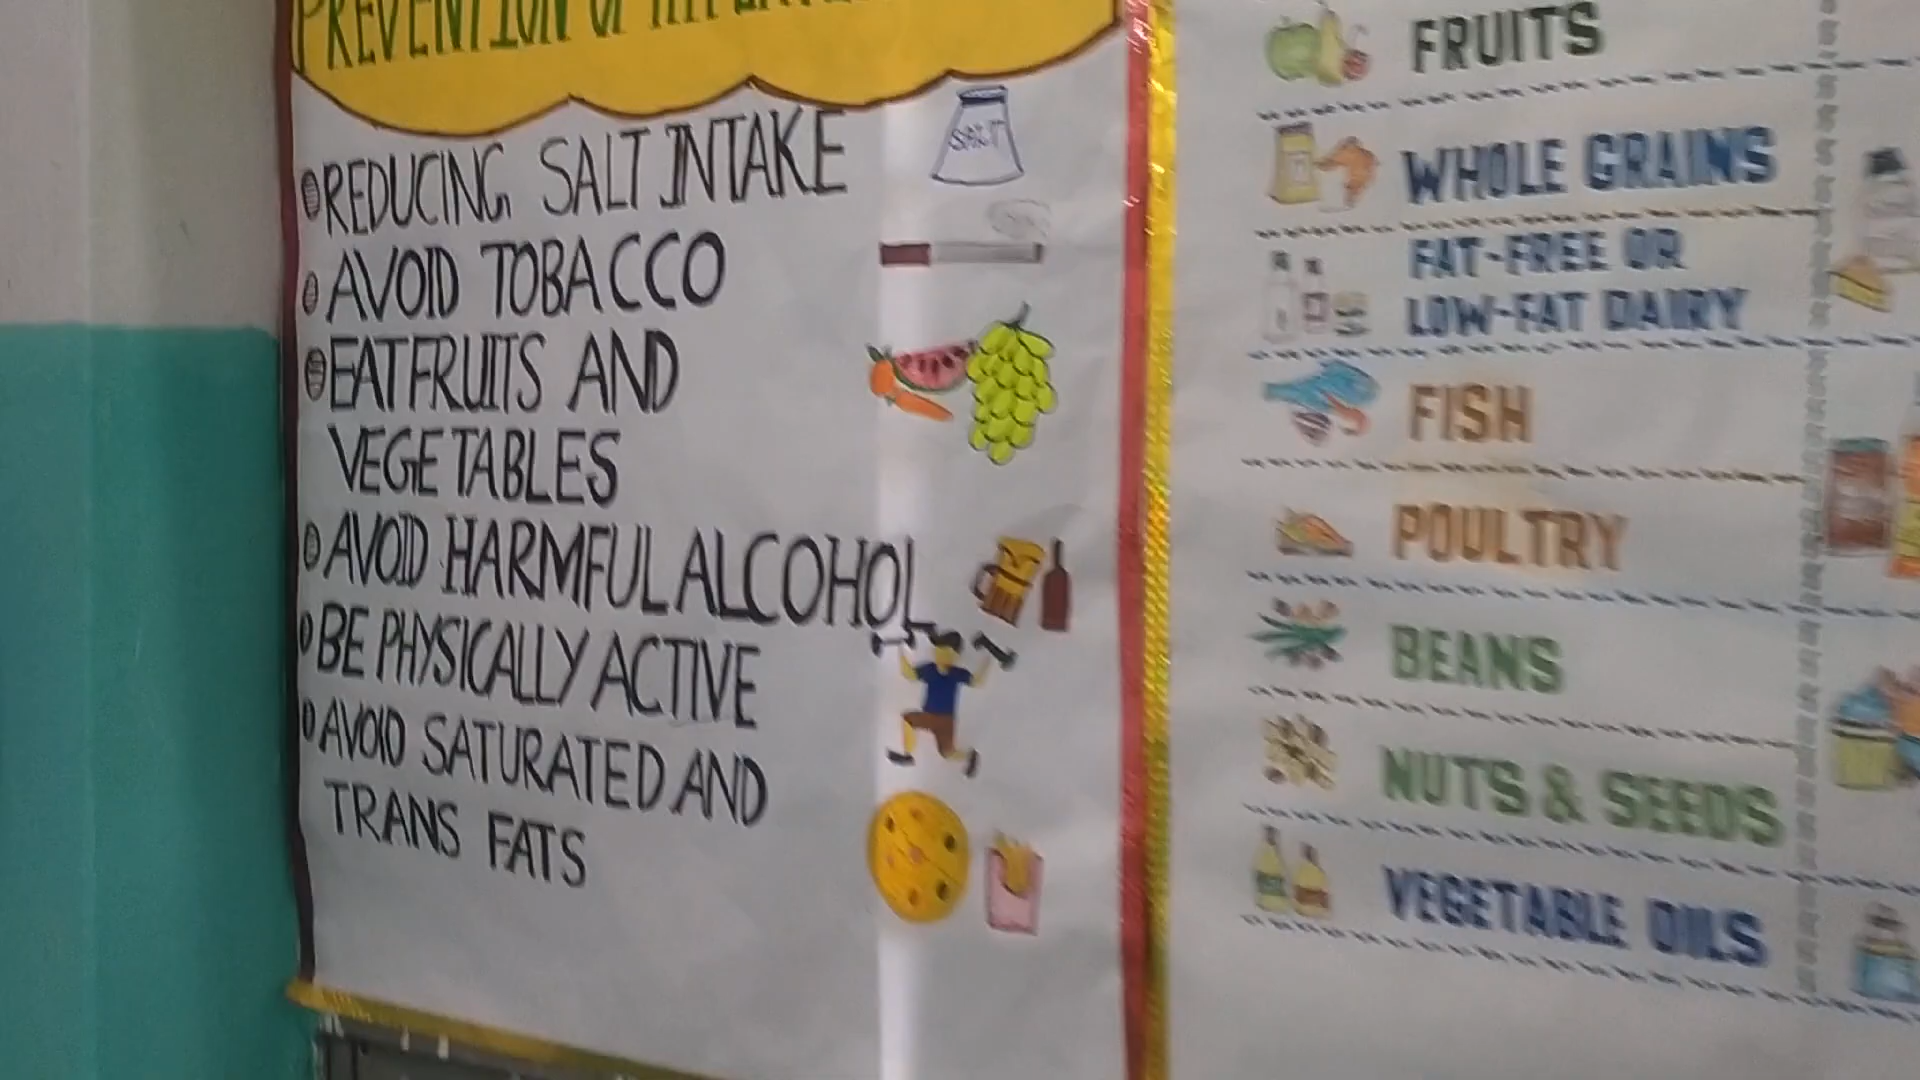 PREVENTION OF
REDUCING SALT INTAKE
SALT
AVOID TOBACCO
EAT FRUITS AND
VEGETABLES
AVOID HARMFUL ALCOHOL
BE PHYSICALLY ACTIVE
AVOID SATURATED AND
TRANS FATS
FRUITS
WHOLE GRAINS
FAT-FREE OR
LOW-FAT DAIRY
FISH
POULTRY
BEANS
NUTS & SEEDS
VEGETABLE OILS